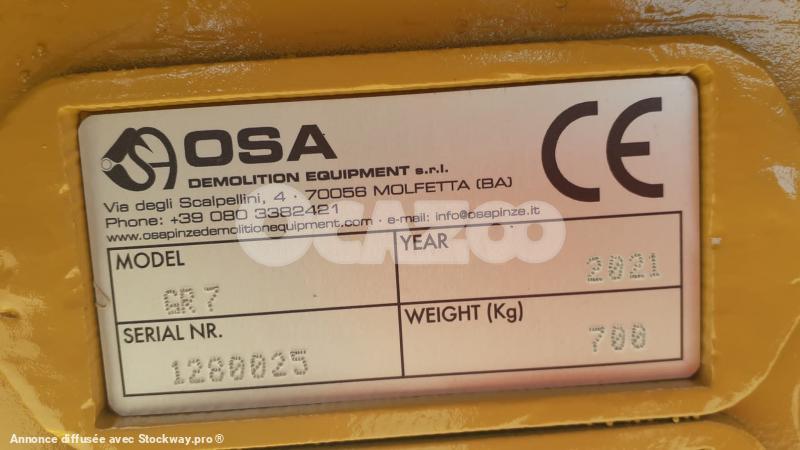 OSA
DEMOLITION EQUIPMENT s.r.l.
Via degli Scalpellini, 4 · 70056 MOLFETTA (BA)
Phone: +39 080 3382421
www.osapinzedemolitionequipment.com · e-mail: info@osapinze.it
CE
OCAZOO
MODEL
GR7
YEAR
2021
SERIAL NR.
1280025
WEIGHT (Kg)
700
Annonce diffusée avec Stockway.pro®